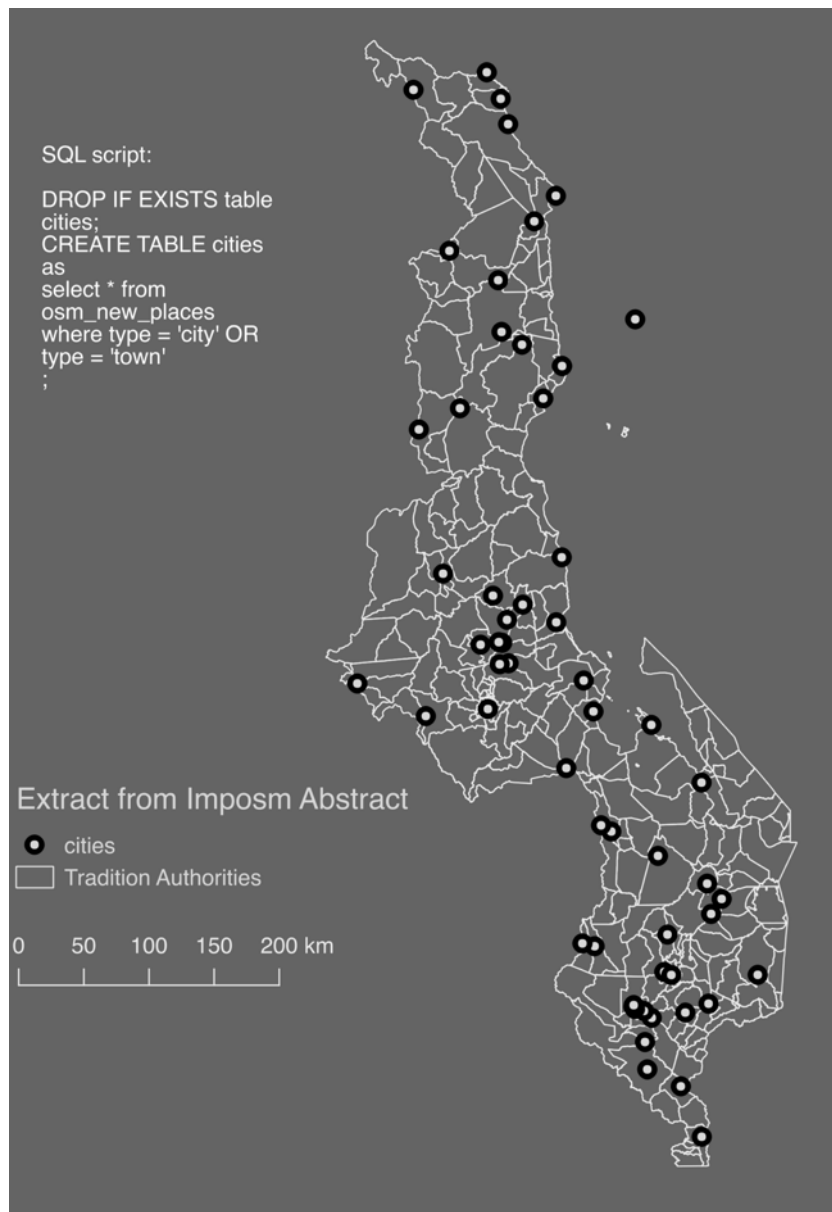 SQL script:
DROP IF EXISTS table
cities;
CREATE TABLE cities
as
select * from
osm_new_places
where type = 'city' OR
type = 'town'
;
Extract from Imposm Abstract
cities
Tradition Authorities
0 50 100 150 200 km